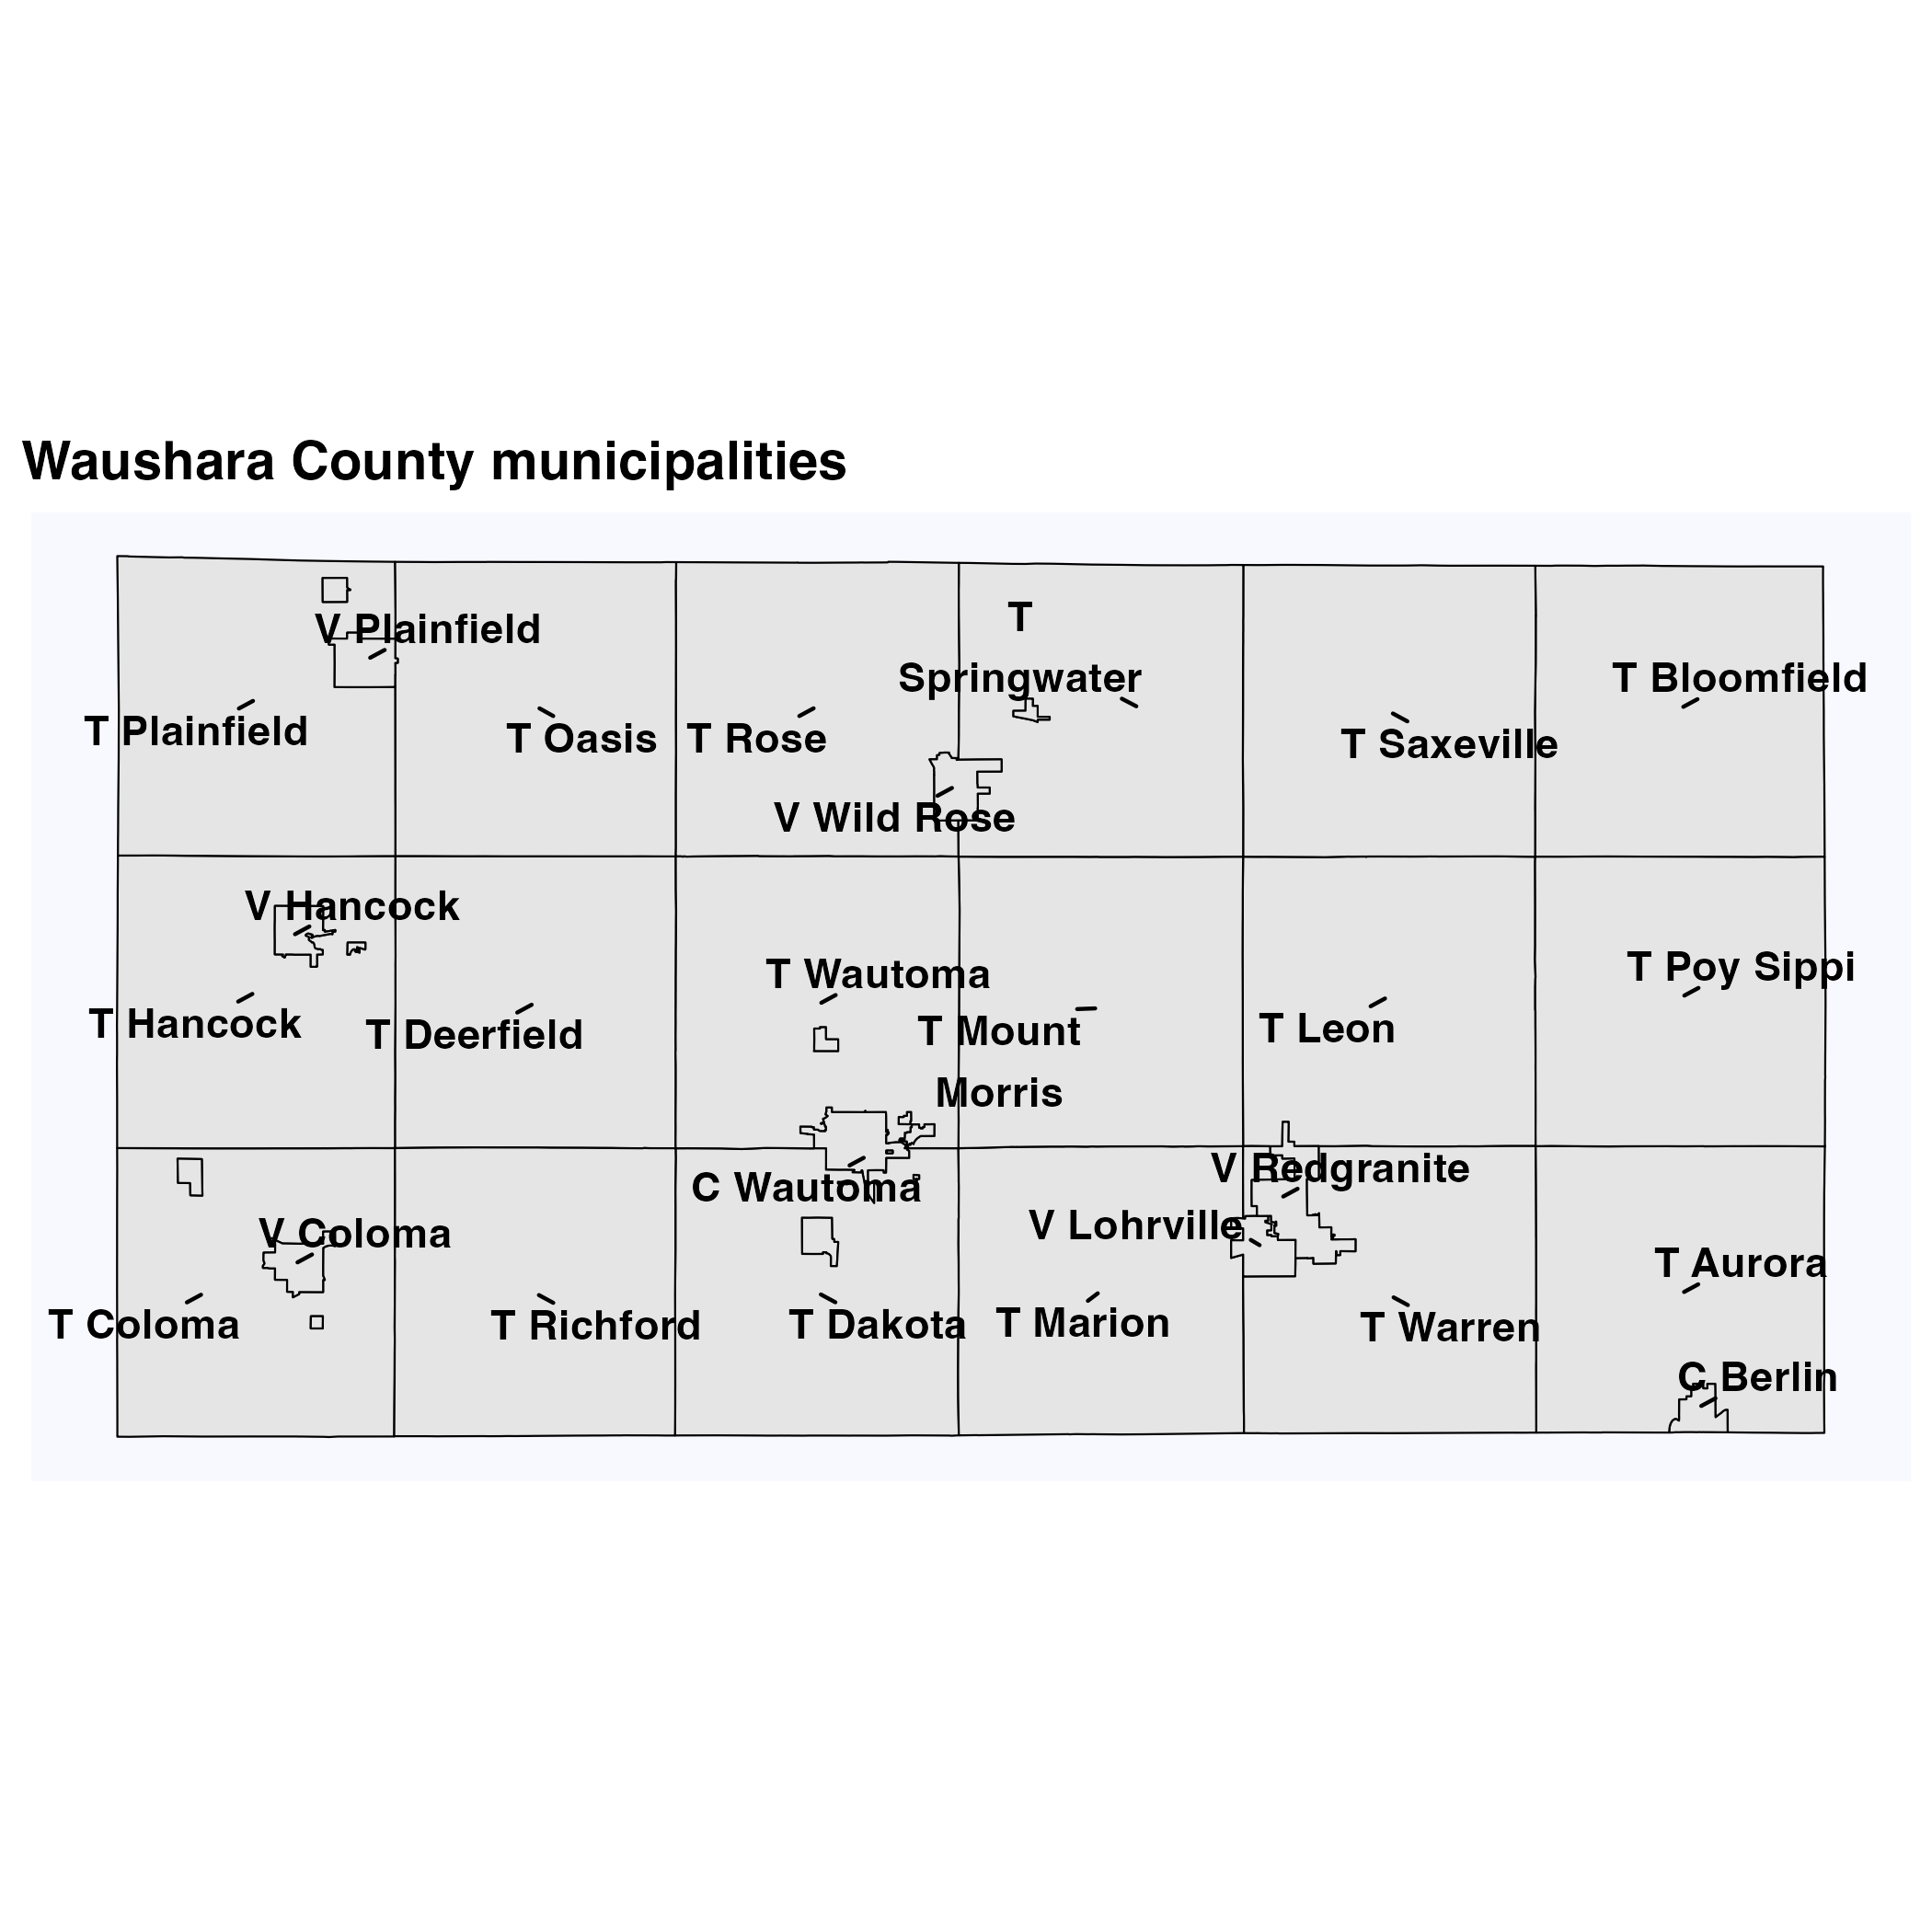 Waushara County municipalities
T
V Plainfield
Springwater
T Bloomfield
T Plainfield
T Oasis
T Rose
T Saxeville
V Wild Rose
V Hancock
T Poy Sippi
T Wautoma
T Hancock
T Deerfield
T Mount
T Leon
Morris
V Redgranite
C Wautoma
V Lohrville
V Coloma
T Aurora
T Coloma
T Richford
T Dakota
T Marion
T Warren
C Berlin